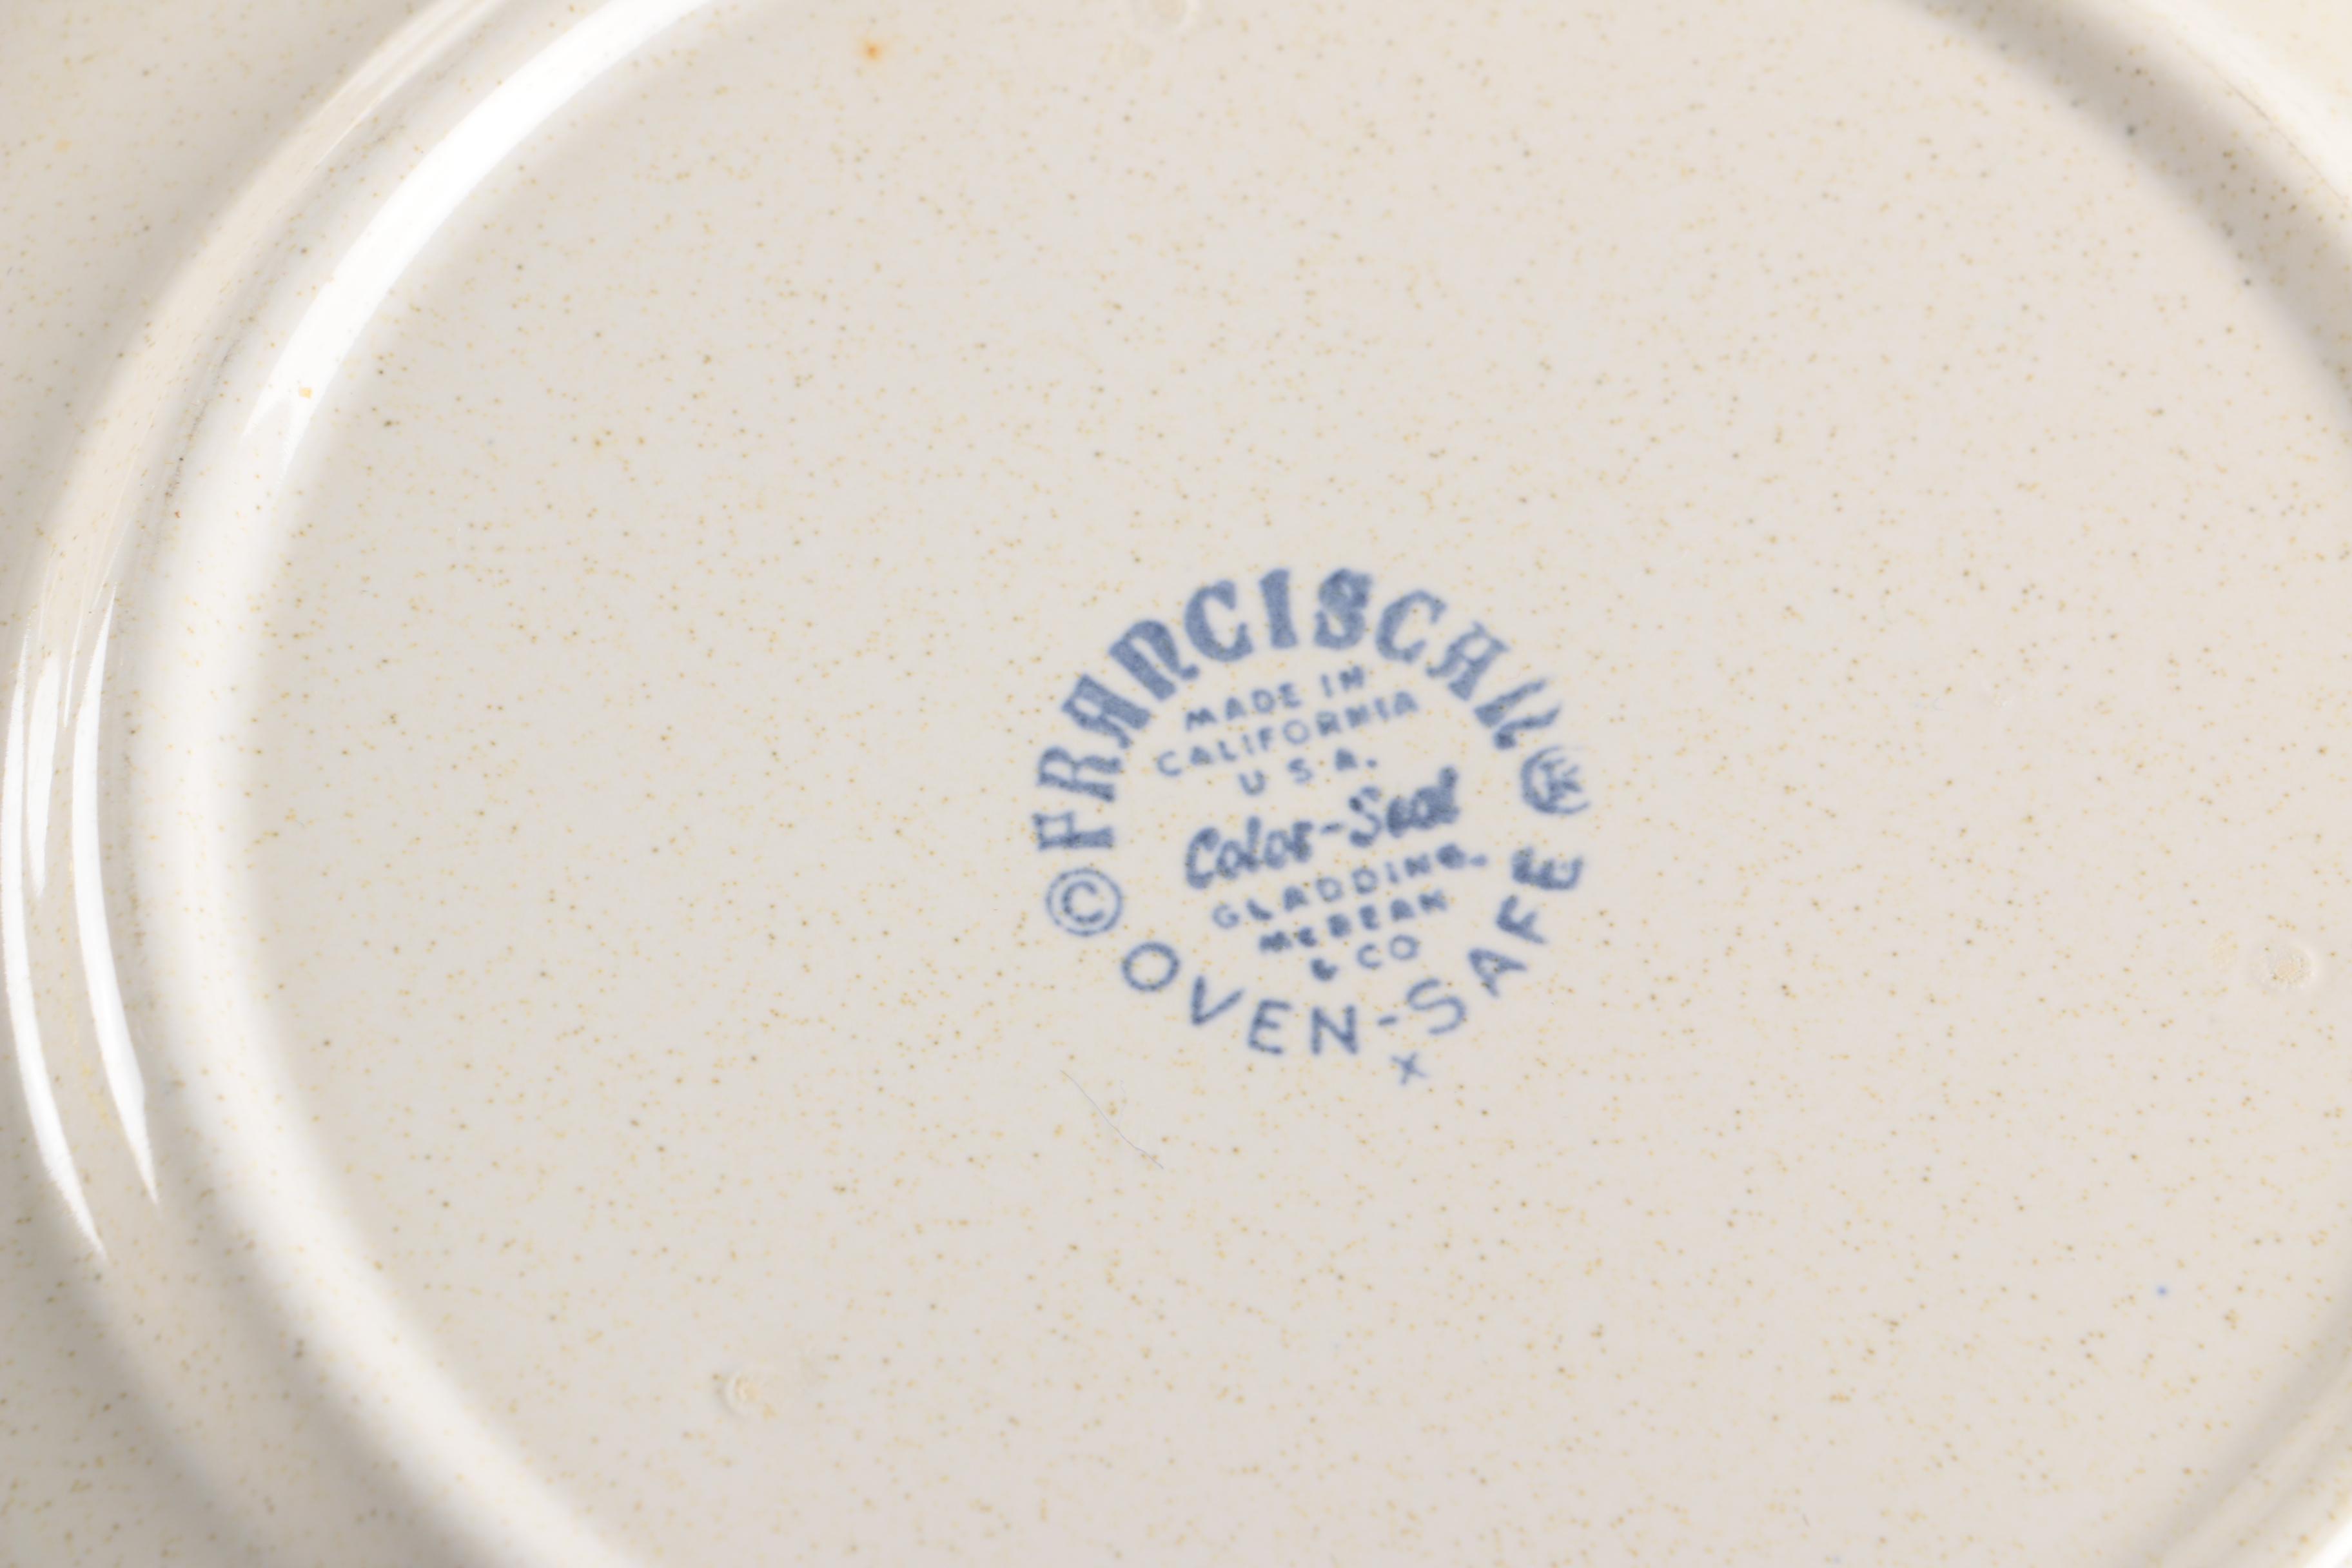 © FRANCISCAN ®
MADE IN
CALIFORNIA
U S A.
Color-Seal
GLADDING,
McBEAN
& CO
OVEN-SAFE
x